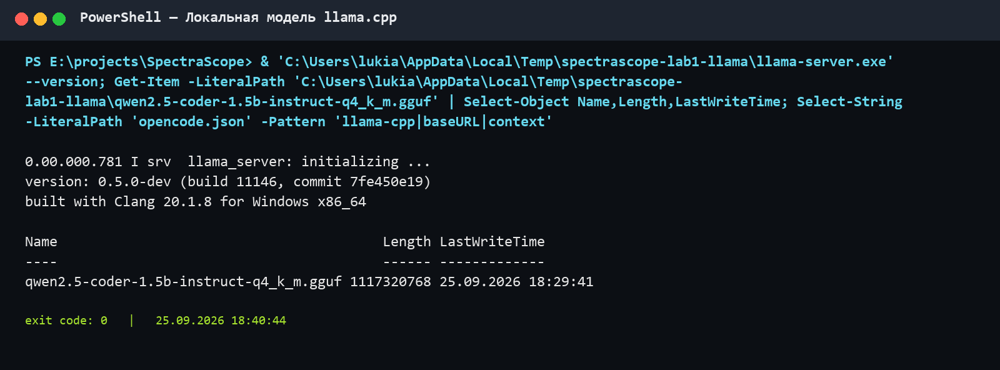 PowerShell — Локальная модель llama.cpp
PS E:\projects\SpectraScope> & 'C:\Users\lukia\AppData\Local\Temp\spectrascope-lab1-llama\llama-server.exe'
--version; Get-Item -LiteralPath 'C:\Users\lukia\AppData\Local\Temp\spectrascope-
lab1-llama\qwen2.5-coder-1.5b-instruct-q4_k_m.gguf' | Select-Object Name,Length,LastWriteTime; Select-String
-LiteralPath 'opencode.json' -Pattern 'llama-cpp|baseURL|context'
0.00.000.781 I srv  llama_server: initializing ...
version: 0.5.0-dev (build 11146, commit 7fe450e19)
built with Clang 20.1.8 for Windows x86_64
Name                                        Length LastWriteTime
----                                        ------ -------------
qwen2.5-coder-1.5b-instruct-q4_k_m.gguf 1117320768 25.09.2026 18:29:41
exit code: 0   |   25.09.2026 18:40:44